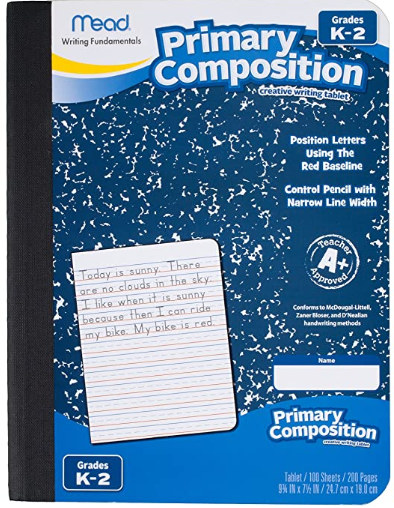 Mead
Writing Fundamentals
Grades
K-2
Primary
Composition
creative writing tablet
Position Letters
Using The
Red Baseline
Control Pencil with
Narrow Line Width
Teacher
A+
Approved
Conforms to McDougal-Littell,
Zaner Bloser, and D'Nealian
handwriting methods
Today is sunny. There
are no clouds in the sky.
I like when it is sunny
because then I can ride
my bike. My bike is red.
Name
Primary
Composition
creative writing tablet
Grades
K-2
Tablet / 100 Sheets / 200 Pages
9¾ IN x 7½ IN / 24.7 cm x 19.0 cm